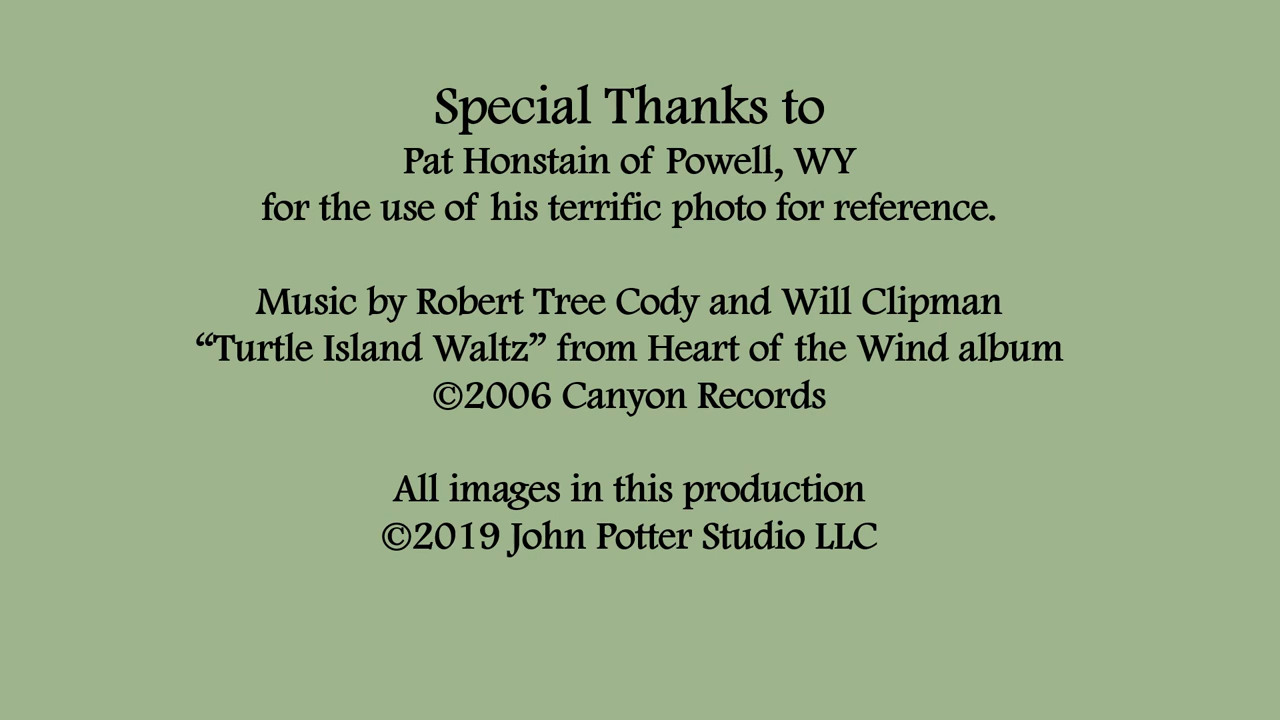 Special Thanks to
Pat Honstain of Powell, WY
for the use of his terrific photo for reference.
Music by Robert Tree Cody and Will Clipman
“Turtle Island Waltz” from Heart of the Wind album
©2006 Canyon Records
All images in this production
©2019 John Potter Studio LLC